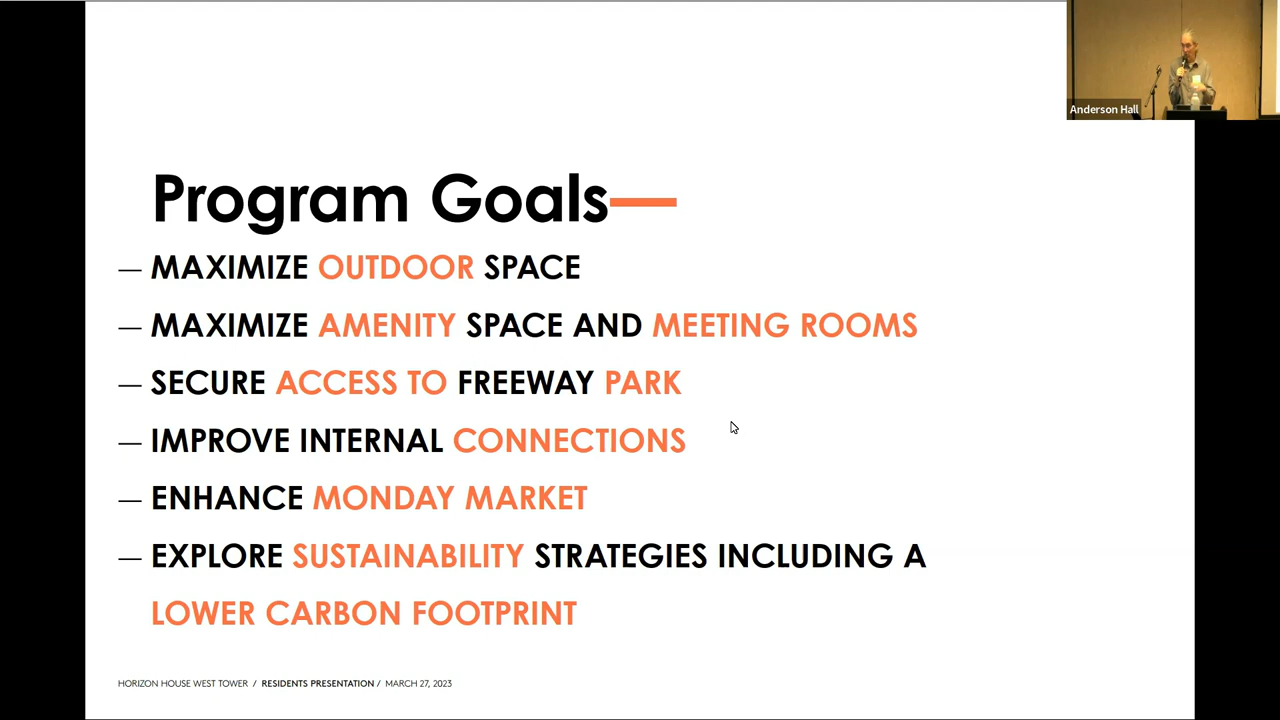 Anderson Hall
Program Goals—
— MAXIMIZE OUTDOOR SPACE
— MAXIMIZE AMENITY SPACE AND MEETING ROOMS
— SECURE ACCESS TO FREEWAY PARK
— IMPROVE INTERNAL CONNECTIONS
— ENHANCE MONDAY MARKET
— EXPLORE SUSTAINABILITY STRATEGIES INCLUDING A
LOWER CARBON FOOTPRINT
HORIZON HOUSE WEST TOWER / RESIDENTS PRESENTATION / MARCH 27, 2023